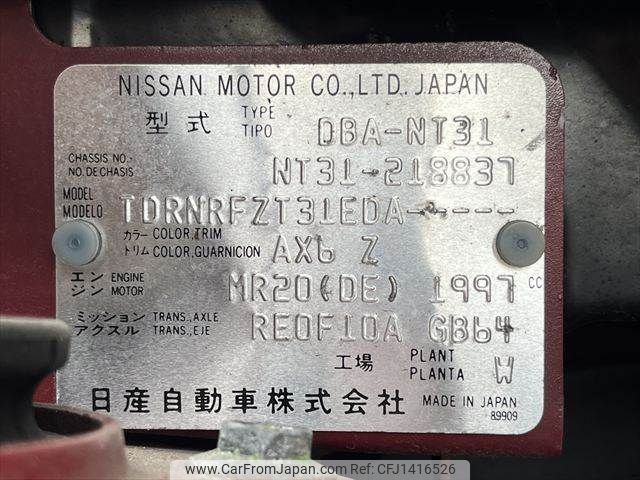 NISSAN MOTOR CO.,LTD. JAPAN
型式 TYPE TIPO DBA-NT31
CHASSIS NO.
NO. DE CHASIS NT31-218837
MODEL
MODELO TDRNRFZT31EDA-----
カラー COLOR,TRIM
トリム COLOR,GUARNICION AX6 Z
エン ENGINE
ジン MOTOR MR20(DE) 1997 CC
ミッション TRANS.,AXLE
アクスル TRANS.,EJE RE0F10A GB64
工場 PLANT
PLANTA W
日産自動車株式会社 MADE IN JAPAN
89909
www.CarFromJapan.com | Car ID: CFJ1416526